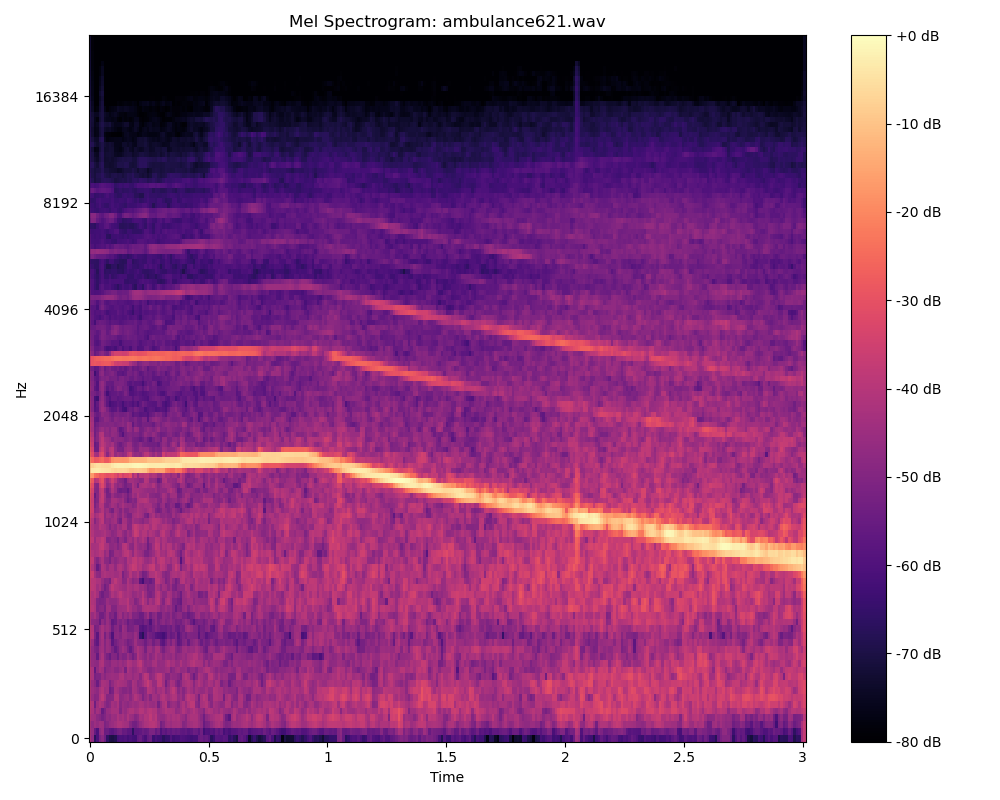 Mel Spectrogram: ambulance621.wav
Hz
16384
8192
4096
2048
1024
512
0
0
0.5
1
1.5
2
2.5
3
Time
+0 dB
-10 dB
-20 dB
-30 dB
-40 dB
-50 dB
-60 dB
-70 dB
-80 dB